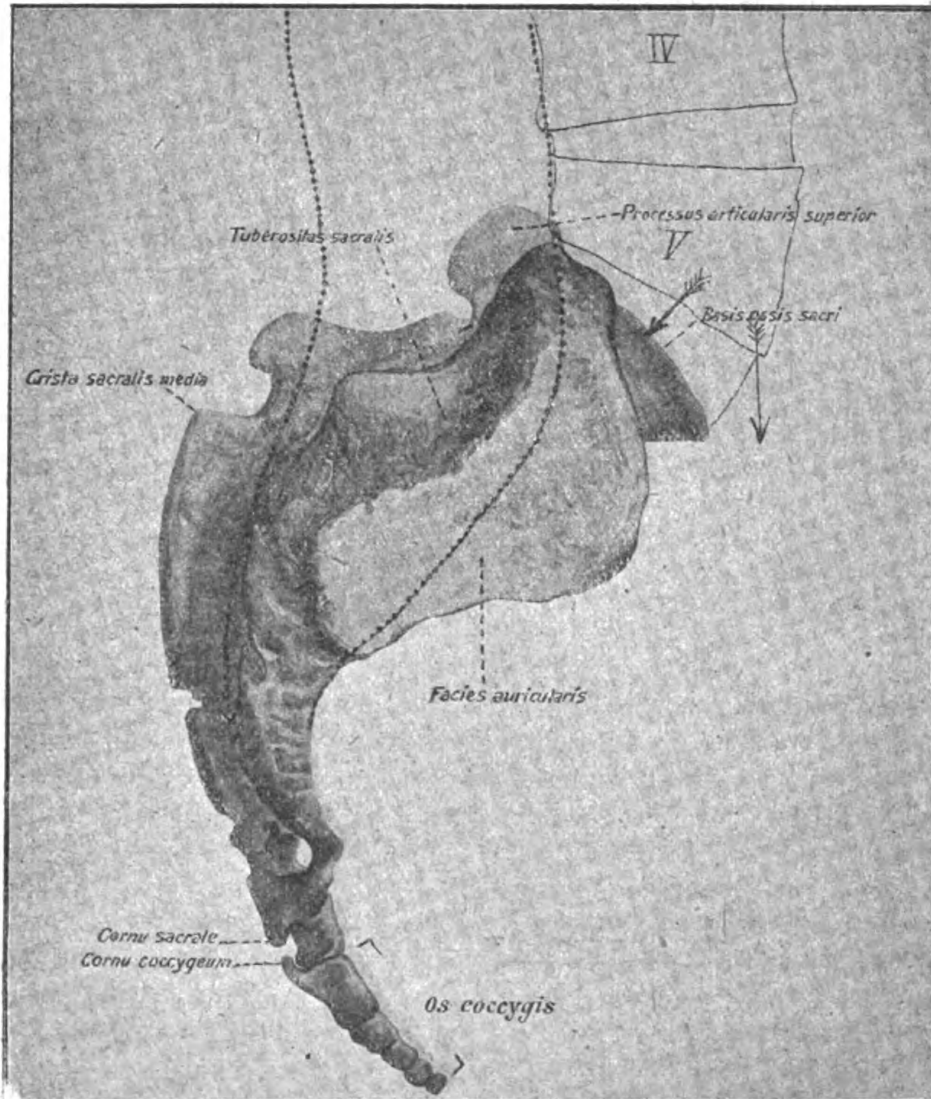 IV
Processus articularis superior
Tuberositas sacralis
V
Basis ossis sacri
Crista sacralis media
Facies auricularis
Cornu sacrale
Cornu coccygeum
Os coccygis